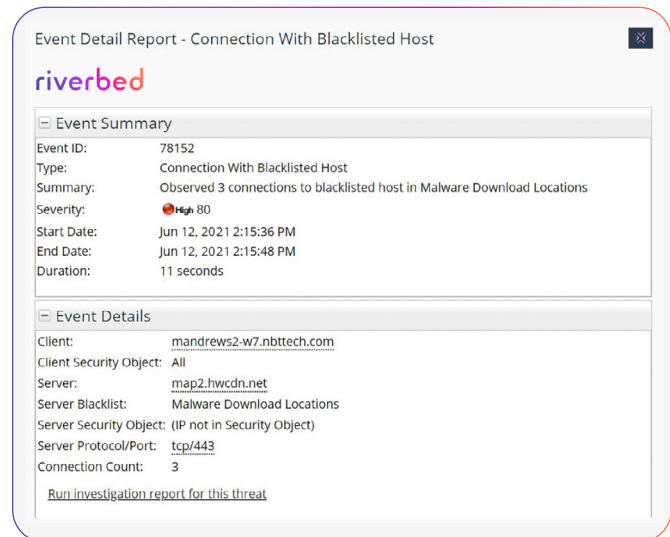 Event Detail Report - Connection With Blacklisted Host
riverbed
Event Summary
Event ID: 78152
Type: Connection With Blacklisted Host
Summary: Observed 3 connections to blacklisted host in Malware Download Locations
Severity: High 80
Start Date: Jun 12, 2021 2:15:36 PM
End Date: Jun 12, 2021 2:15:48 PM
Duration: 11 seconds
Event Details
Client: mandrews2-w7.nbttech.com
Client Security Object: All
Server: map2.hwcdn.net
Server Blacklist: Malware Download Locations
Server Security Object: (IP not in Security Object)
Server Protocol/Port: tcp/443
Connection Count: 3
Run investigation report for this threat